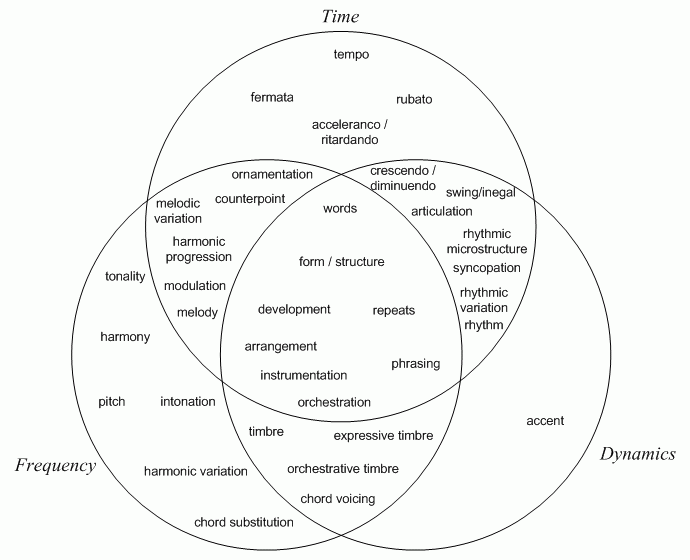 Time
tempo
fermata
rubato
acceleranco /
ritardando
ornamentation
crescendo /
diminuendo
swing/inegal
melodic
variation
counterpoint
words
articulation
harmonic
progression
rhythmic
microstructure
form / structure
syncopation
tonality
modulation
rhythmic
variation
melody
development
repeats
rhythm
harmony
arrangement
phrasing
instrumentation
pitch
intonation
orchestration
accent
timbre
expressive timbre
Frequency
Dynamics
harmonic variation
orchestrative timbre
chord voicing
chord substitution